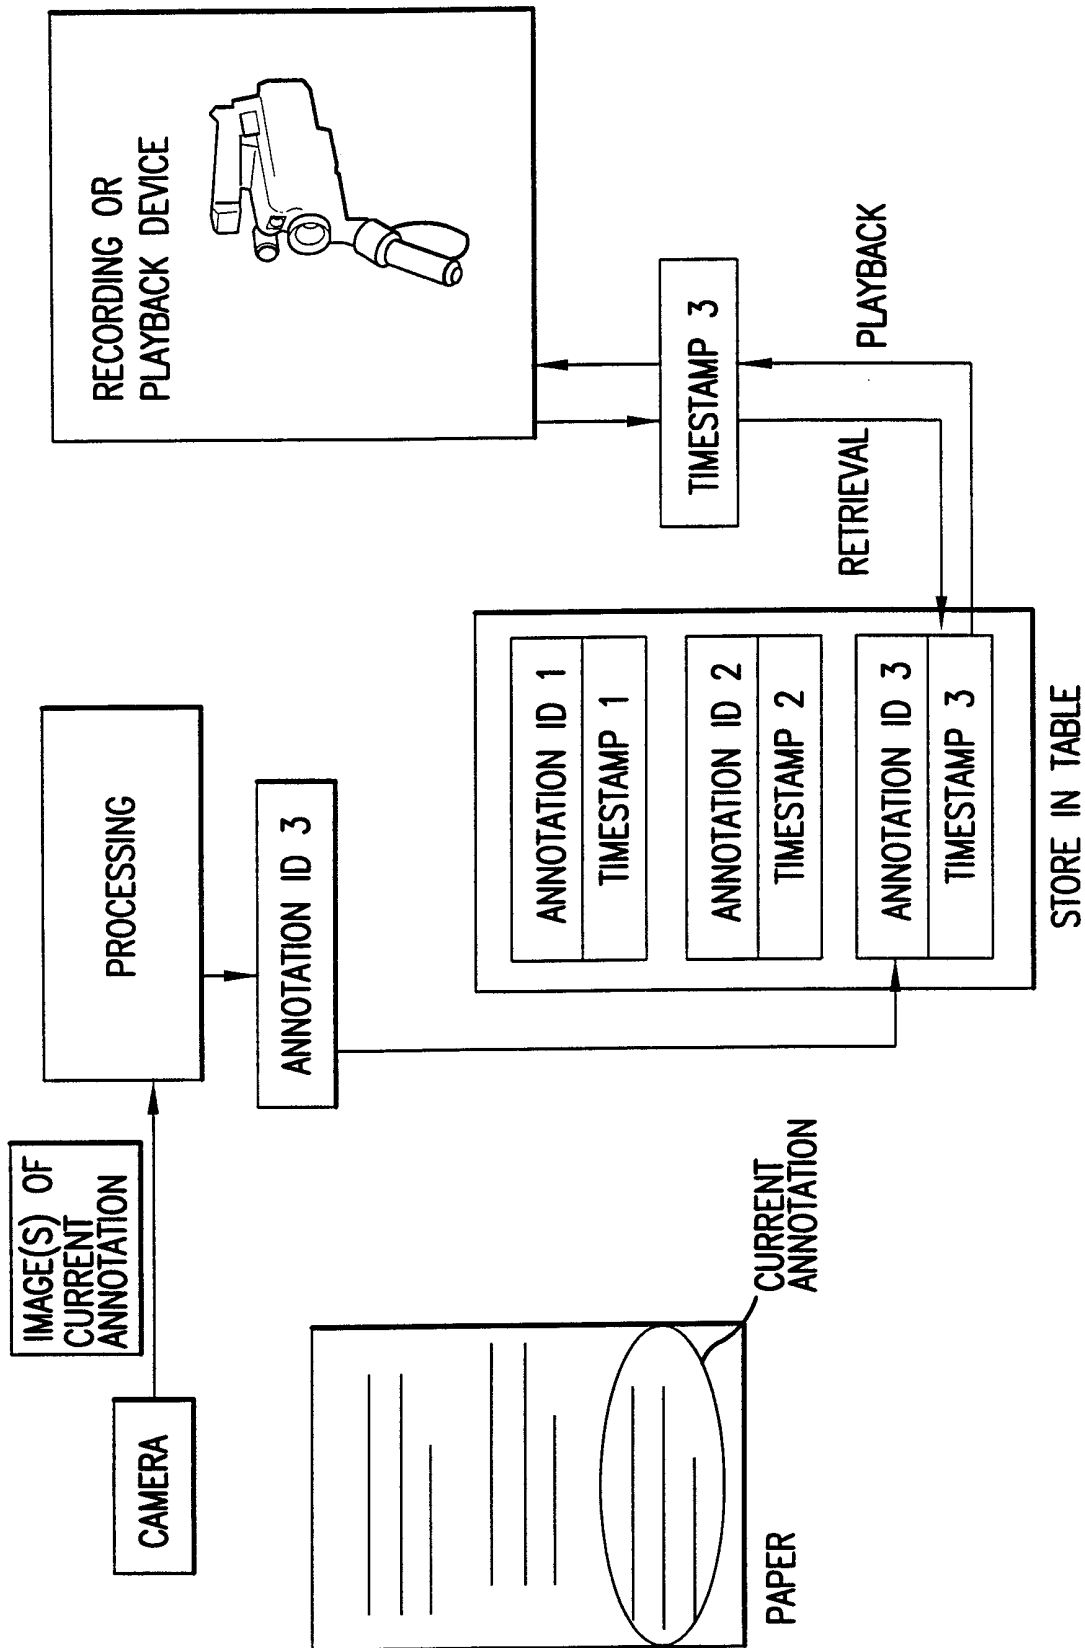 CAMERA
IMAGE(S) OF
CURRENT
ANNOTATION
PROCESSING
RECORDING OR
PLAYBACK DEVICE
ANNOTATION ID 3
TIMESTAMP 3
RETRIEVAL
PLAYBACK
ANNOTATION ID 1
TIMESTAMP 1
ANNOTATION ID 2
TIMESTAMP 2
ANNOTATION ID 3
TIMESTAMP 3
STORE IN TABLE
CURRENT
ANNOTATION
PAPER